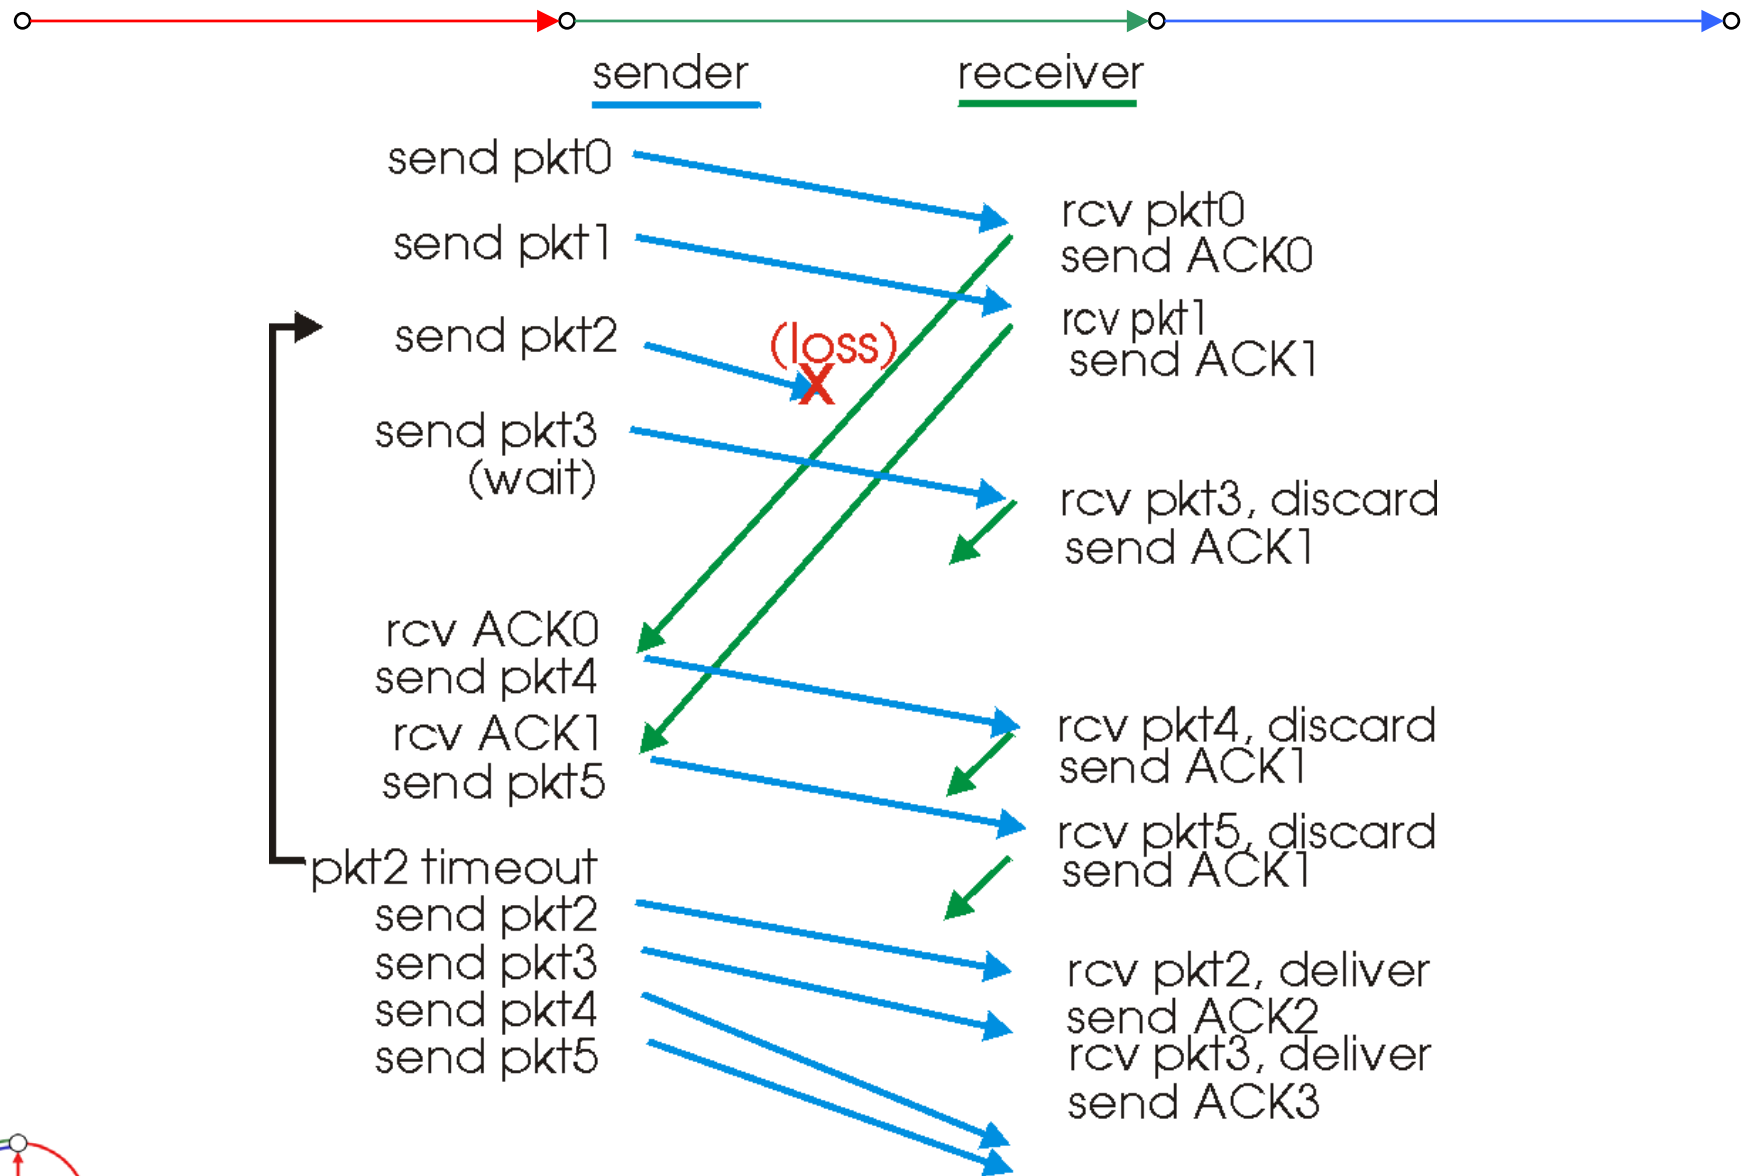 sender
receiver
send pkt0
rcv pkt0
send ACK0
send pkt1
rcv pkt1
send ACK1
send pkt2
(loss)
X
send pkt3
(wait)
rcv pkt3, discard
send ACK1
rcv ACK0
send pkt4
rcv ACK1
send pkt5
rcv pkt4, discard
send ACK1
rcv pkt5, discard
send ACK1
pkt2 timeout
send pkt2
send pkt3
send pkt4
send pkt5
rcv pkt2, deliver
send ACK2
rcv pkt3, deliver
send ACK3